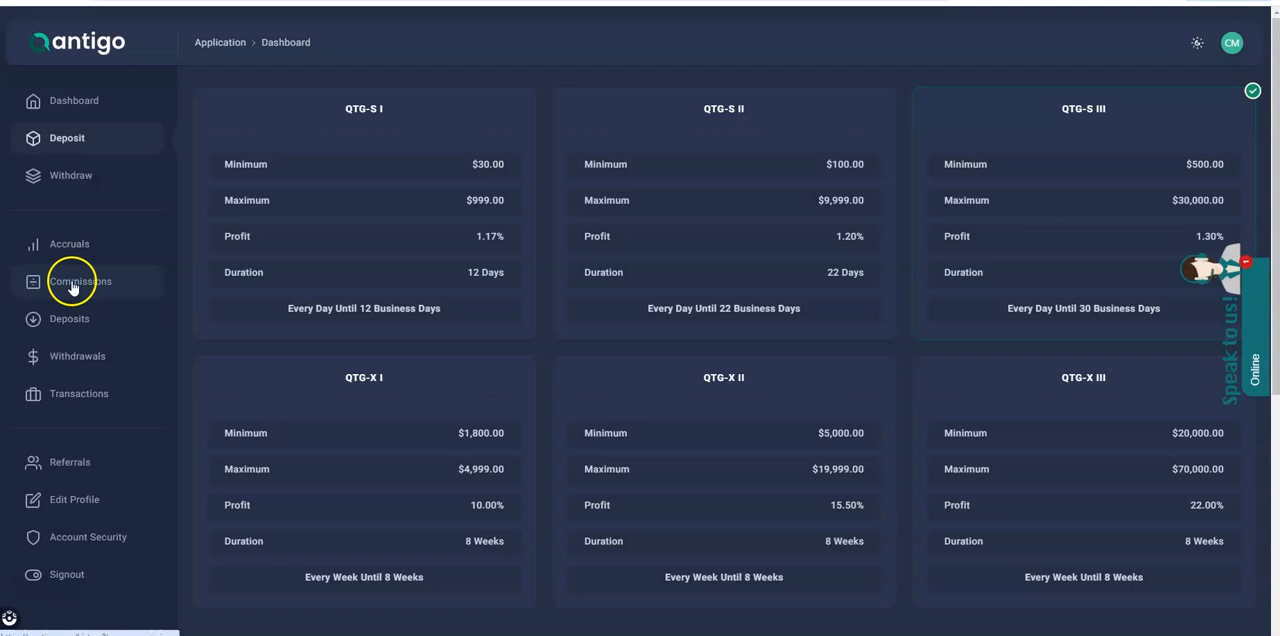 Qantigo
Application > Dashboard
CM
Dashboard
Deposit
Withdraw
Accruals
Commissions
Deposits
Withdrawals
Transactions
Referrals
Edit Profile
Account Security
Signout
QTG-S I
Minimum $30.00
Maximum $999.00
Profit 1.17%
Duration 12 Days
Every Day Until 12 Business Days
QTG-S II
Minimum $100.00
Maximum $9,999.00
Profit 1.20%
Duration 22 Days
Every Day Until 22 Business Days
QTG-S III
Minimum $500.00
Maximum $30,000.00
Profit 1.30%
Duration
Every Day Until 30 Business Days
QTG-X I
Minimum $1,800.00
Maximum $4,999.00
Profit 10.00%
Duration 8 Weeks
Every Week Until 8 Weeks
QTG-X II
Minimum $5,000.00
Maximum $19,999.00
Profit 15.50%
Duration 8 Weeks
Every Week Until 8 Weeks
QTG-X III
Minimum $20,000.00
Maximum $70,000.00
Profit 22.00%
Duration 8 Weeks
Every Week Until 8 Weeks
1
Speak to us!
Online